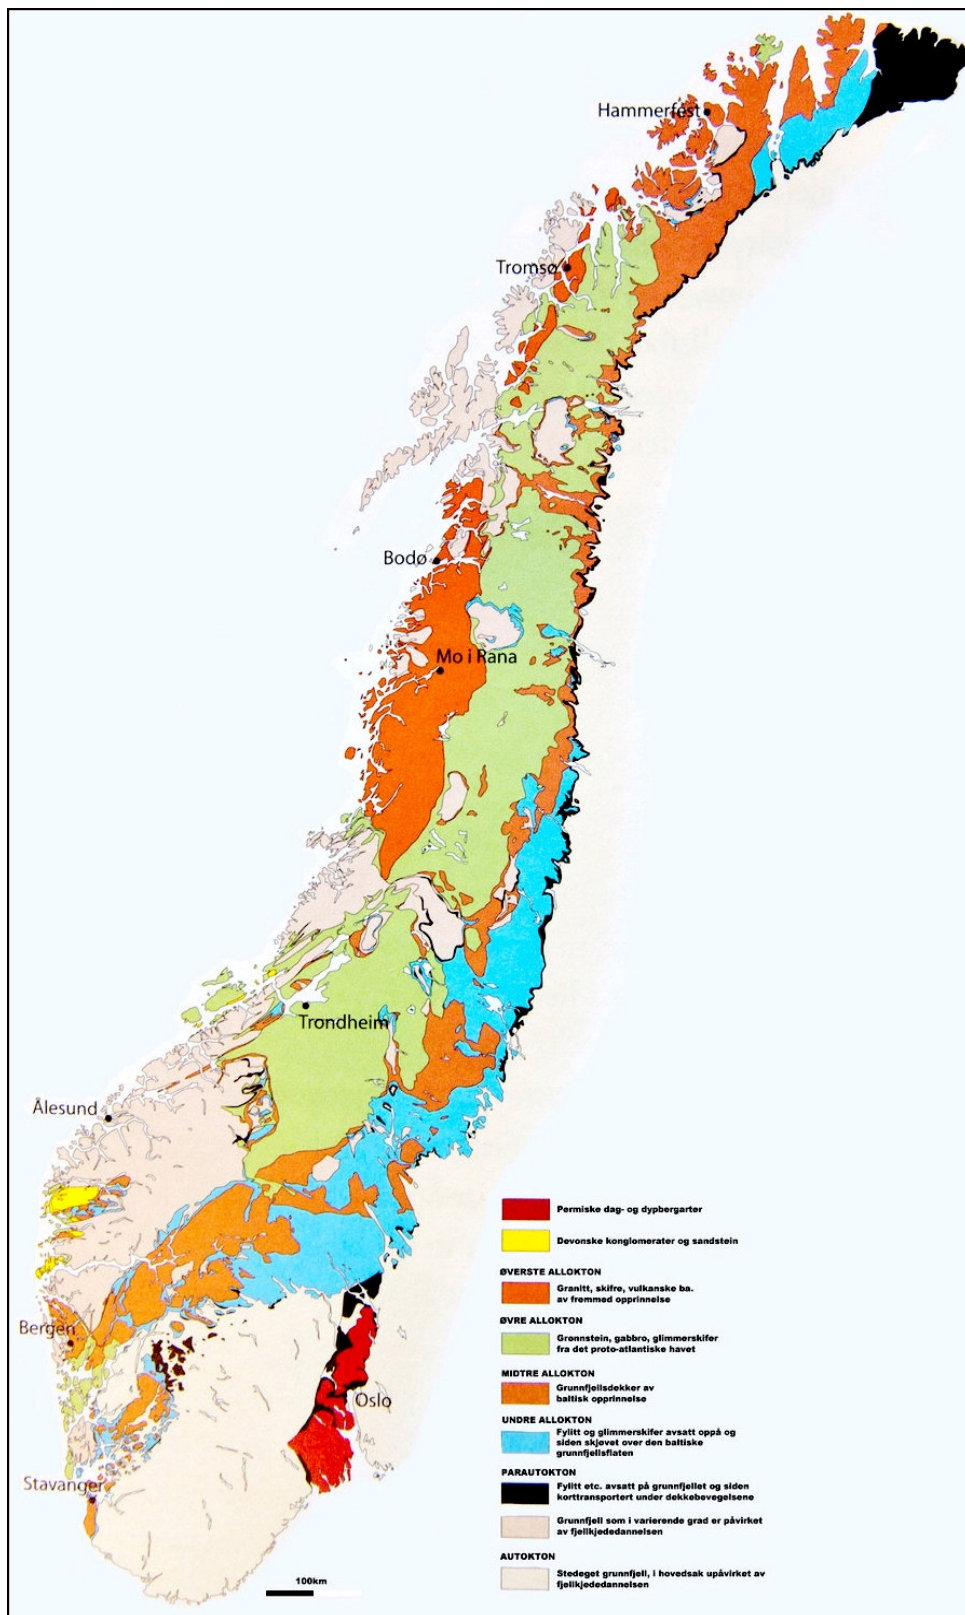 Hammerfest
Tromsø
Bodø
Mo i Rana
Trondheim
Ålesund
Bergen
Oslo
Stavanger
100km
Permiske dag- og dypbergarter
Devonske konglomerater og sandstein
ØVERSTE ALLOKTON
Granitt, skifre, vulkanske ba.
av fremmød opprinnelse
ØVRE ALLOKTON
Grønnstein, gabbro, glimmerskifer
fra det proto-atlantiske havet
MIDTRE ALLOKTON
Grunnfjellsdekker av
baltisk opprinnelse
UNDRE ALLOKTON
Fylitt og glimmerskifer avsatt oppå og
siden skjøvet over den baltiske
grunnfjellsflaten
PARAUTOKTON
Fylitt etc. avsatt på grunnfjellet og siden
korttransportert under dekkebevegelsene
Grunnfjell som i varierende grad er påvirket
av fjellkjededannelsen
AUTOKTON
Stedeget grunnfjell, i hovedsak upåvirket av
fjellkjededannelsen